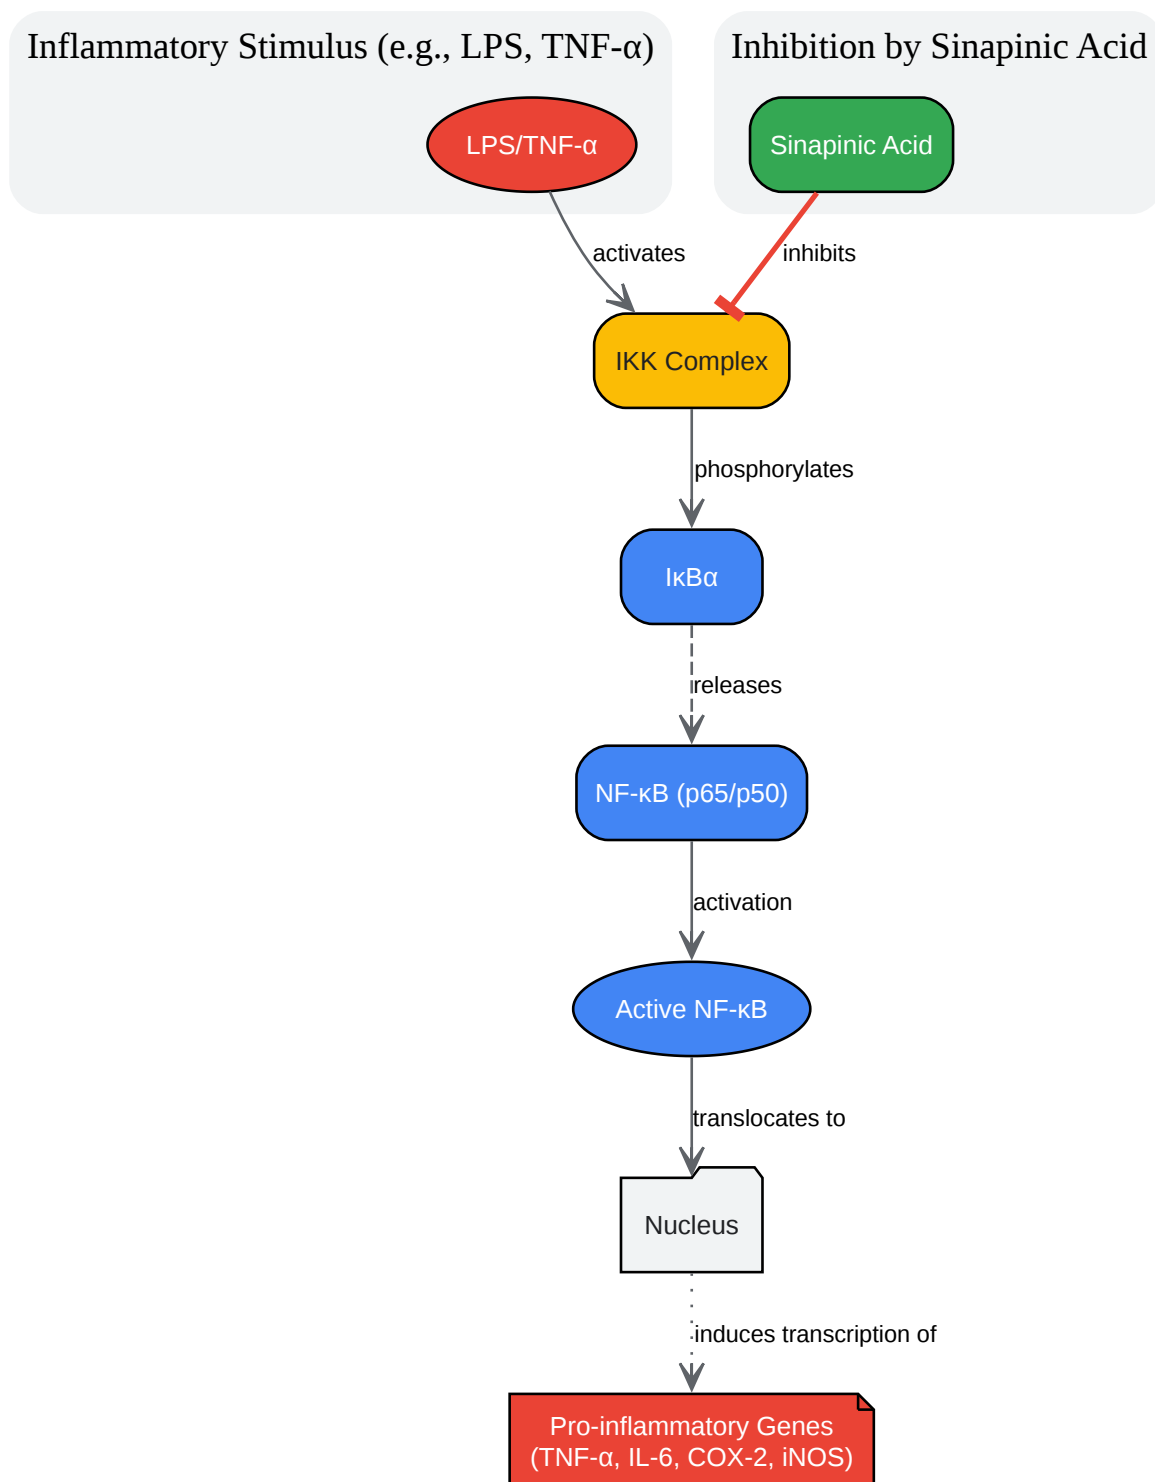 Inflammatory Stimulus (e.g., LPS, TNF-α)
Inhibition by Sinapinic Acid
LPS/TNF-α
Sinapinic Acid
activates
inhibits
IKK Complex
phosphorylates
IκBα
releases
NF-κB (p65/p50)
activation
Active NF-κB
translocates to
Nucleus
induces transcription of
Pro-inflammatory Genes
(TNF-α, IL-6, COX-2, iNOS)